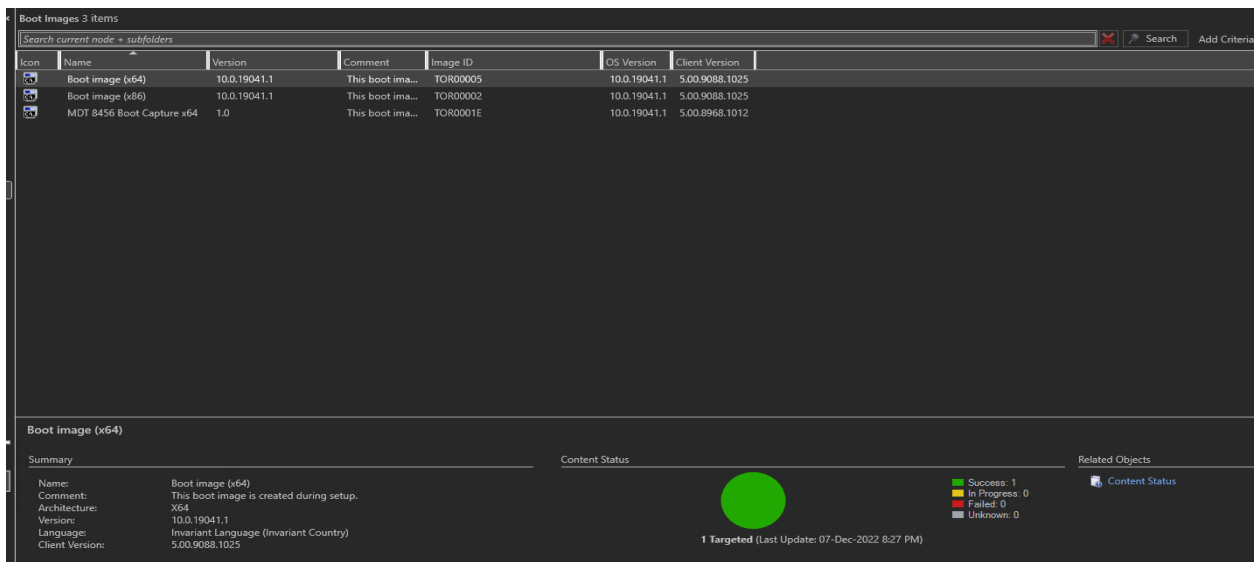 Boot Images 3 items
Search current node + subfolders Search Add Criteria
Icon Name Version Comment Image ID OS Version Client Version
Boot image (x64) 10.0.19041.1 This boot ima... TOR00005 10.0.19041.1 5.00.9088.1025
Boot image (x86) 10.0.19041.1 This boot ima... TOR00002 10.0.19041.1 5.00.9088.1025
MDT 8456 Boot Capture x64 1.0 This boot ima... TOR0001E 10.0.19041.1 5.00.8968.1012
Boot image (x64)
Summary
Name: Boot image (x64)
Comment: This boot image is created during setup.
Architecture: X64
Version: 10.0.19041.1
Language: Invariant Language (Invariant Country)
Client Version: 5.00.9088.1025
Content Status
Success: 1
In Progress: 0
Failed: 0
Unknown: 0
1 Targeted (Last Update: 07-Dec-2022 8:27 PM)
Related Objects
Content Status